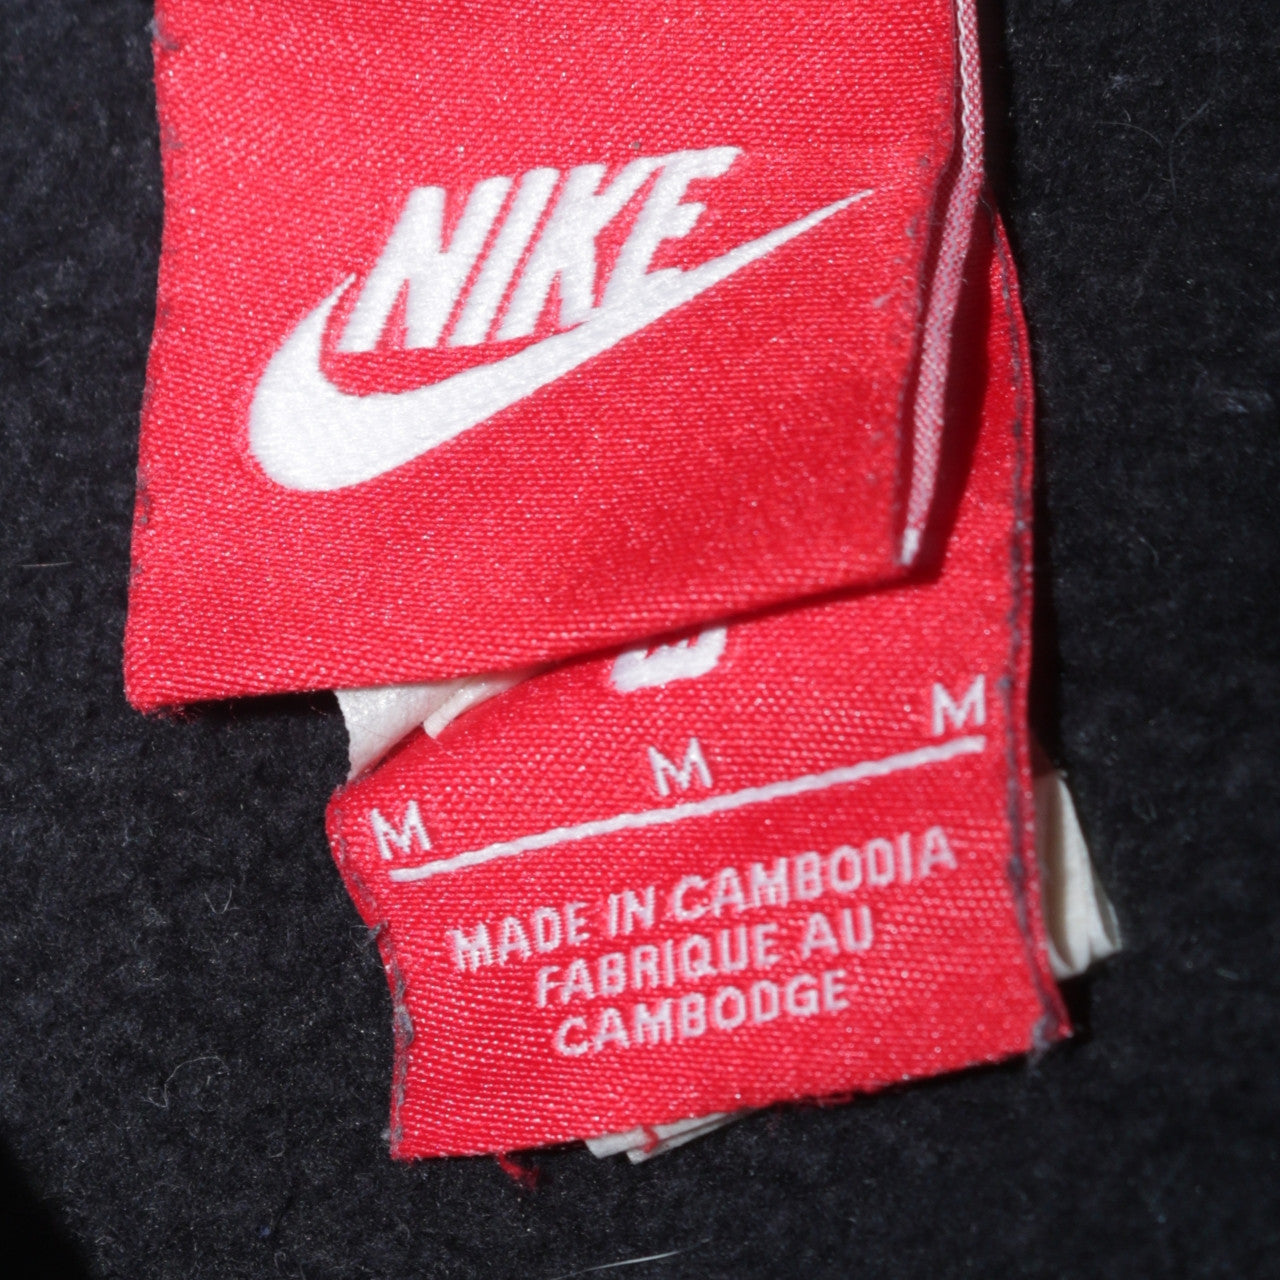 NIKE
M M M
MADE IN CAMBODIA
FABRIQUE AU
CAMBODGE